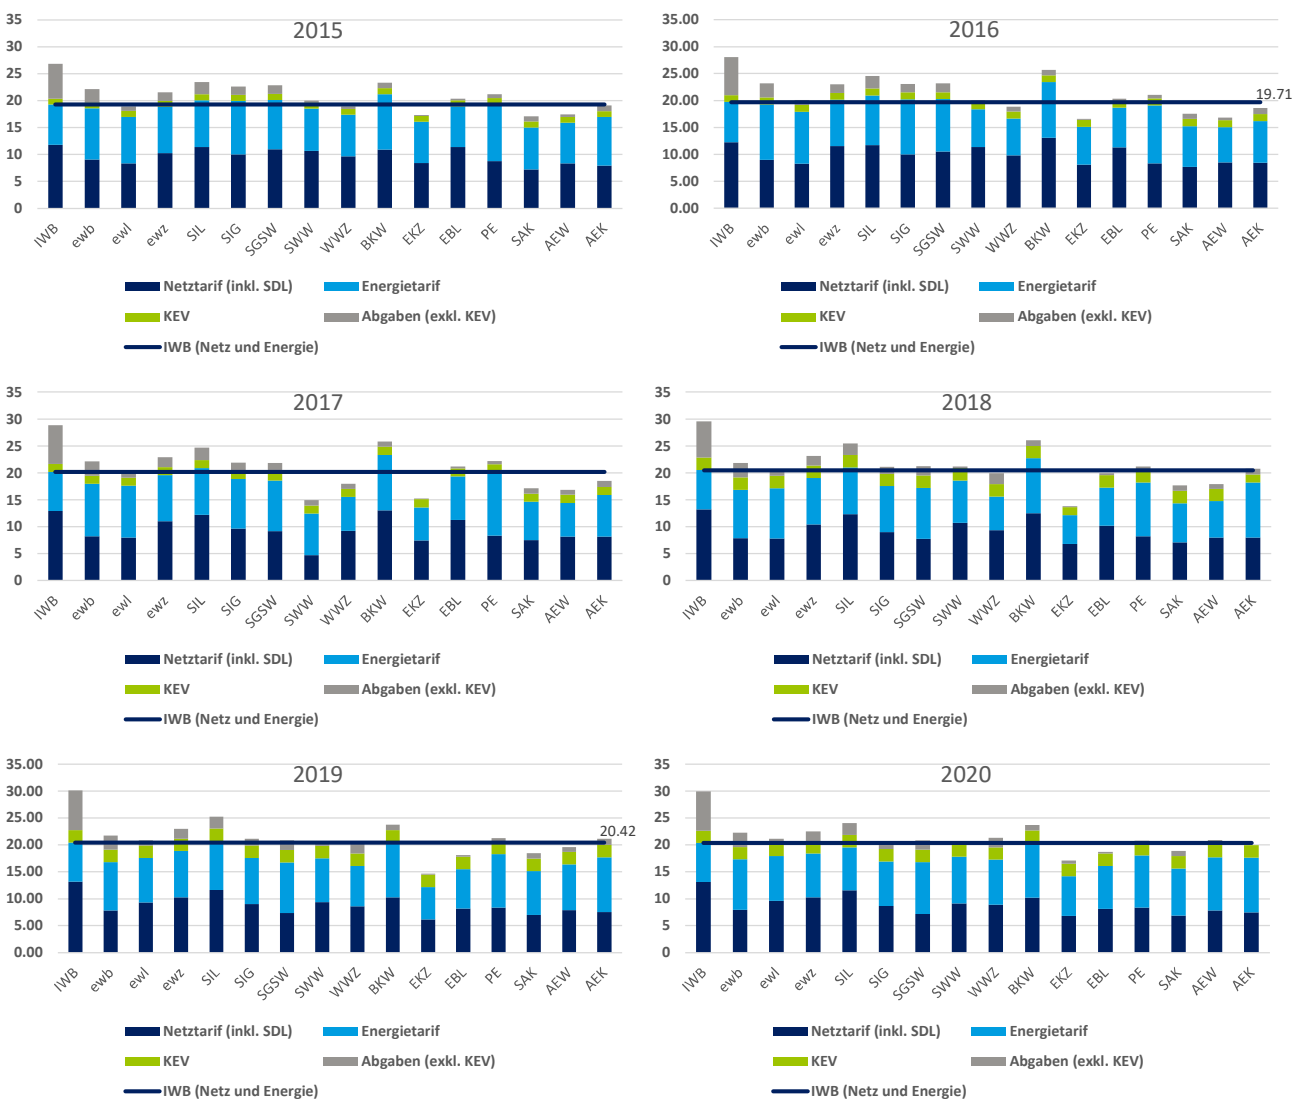 2015
35
30
25
20
15
10
5
0
IWB ewb ewl ewz SIL SIG SGSW SWW WWZ BKW EKZ EBL PE SAK AEW AEK
Netztarif (inkl. SDL) Energietarif
KEV Abgaben (exkl. KEV)
IWB (Netz und Energie)
2016
35.00
30.00
25.00
20.00
15.00
10.00
5.00
0.00
19.71
IWB ewb ewl ewz SIL SIG SGSW SWW WWZ BKW EKZ EBL PE SAK AEW AEK
Netztarif (inkl. SDL) Energietarif
KEV Abgaben (exkl. KEV)
IWB (Netz und Energie)
2017
35
30
25
20
15
10
5
0
IWB ewb ewl ewz SIL SIG SGSW SWW WWZ BKW EKZ EBL PE SAK AEW AEK
Netztarif (inkl. SDL) Energietarif
KEV Abgaben (exkl. KEV)
IWB (Netz und Energie)
2018
35
30
25
20
15
10
5
0
IWB ewb ewl ewz SIL SIG SGSW SWW WWZ BKW EKZ EBL PE SAK AEW AEK
Netztarif (inkl. SDL) Energietarif
KEV Abgaben (exkl. KEV)
IWB (Netz und Energie)
2019
35.00
30.00
25.00
20.00
15.00
10.00
5.00
0.00
20.42
IWB ewb ewl ewz SIL SIG SGSW SWW WWZ BKW EKZ EBL PE SAK AEW AEK
Netztarif (inkl. SDL) Energietarif
KEV Abgaben (exkl. KEV)
IWB (Netz und Energie)
2020
35
30
25
20
15
10
5
0
IWB ewb ewl ewz SIL SIG SGSW SWW WWZ BKW EKZ EBL PE SAK AEW AEK
Netztarif (inkl. SDL) Energietarif
KEV Abgaben (exkl. KEV)
IWB (Netz und Energie)